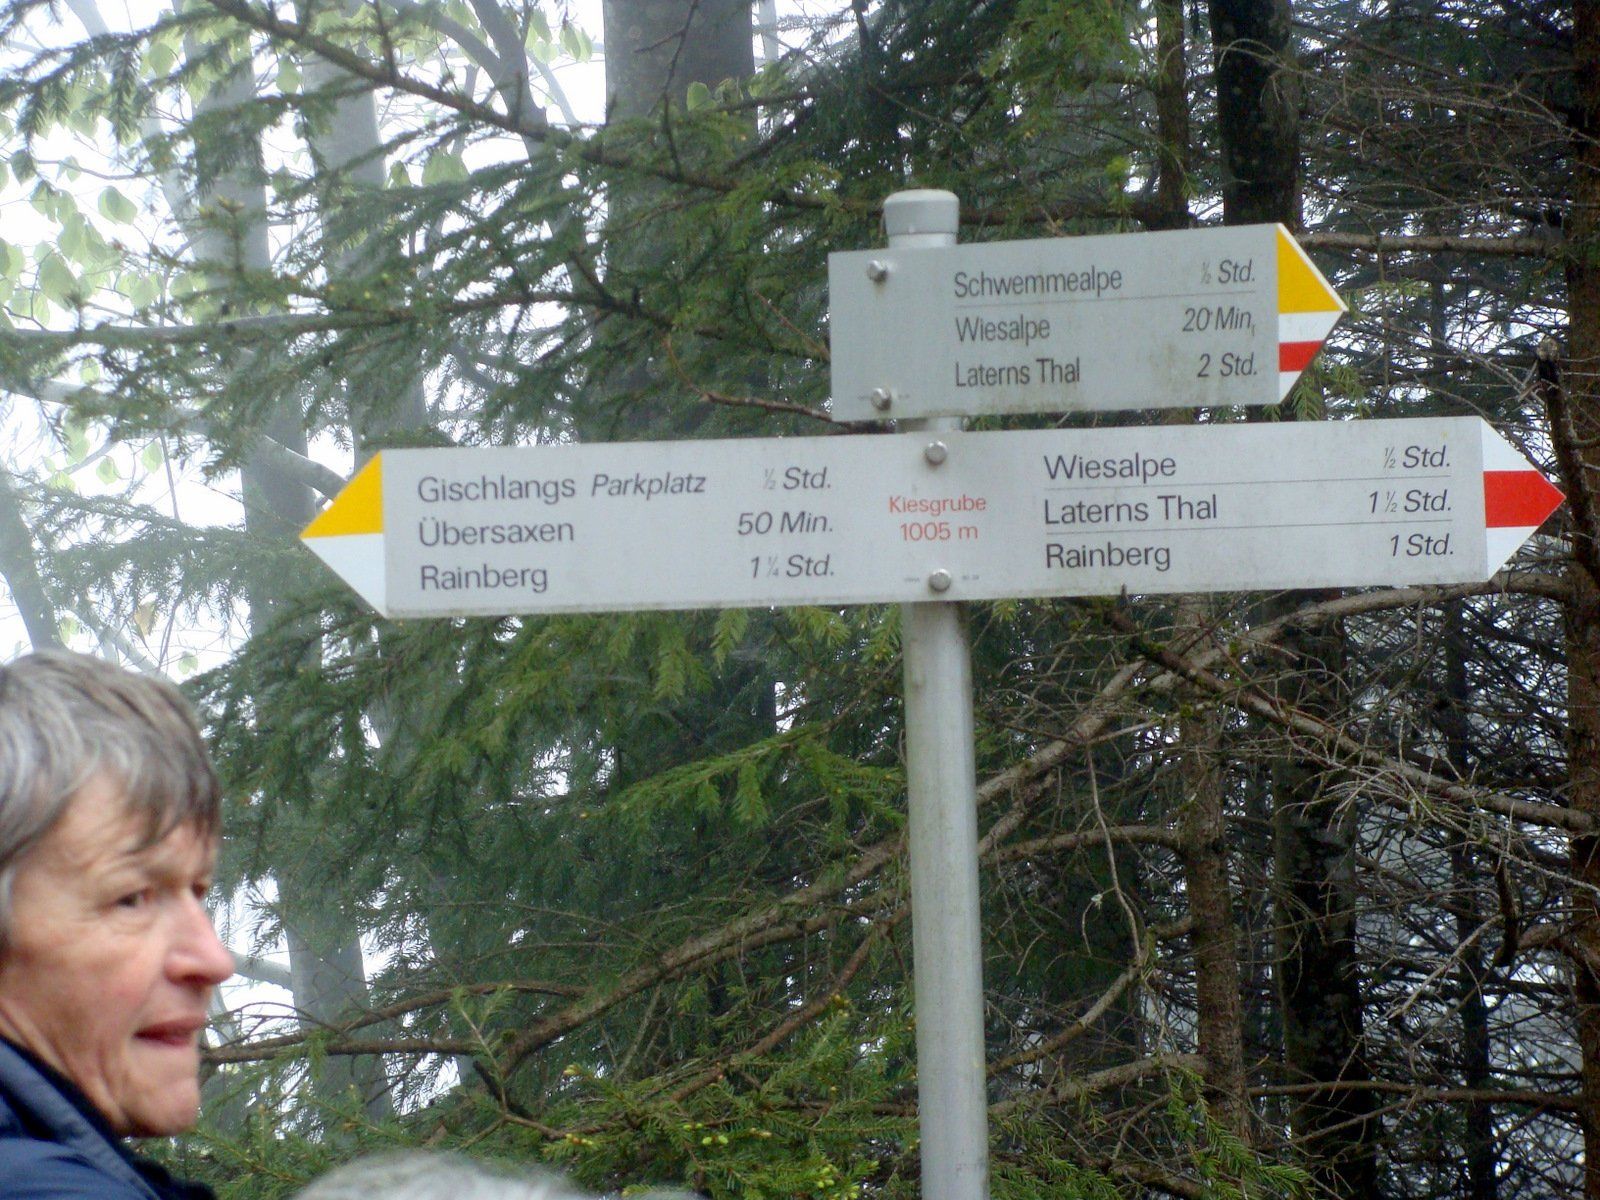 Schwemmealpe ½ Std.
Wiesalpe 20 Min.
Laterns Thal 2 Std.
Gischlangs Parkplatz ½ Std.
Übersaxen 50 Min.
Rainberg 1¼ Std.
Kiesgrube
1005 m
Wiesalpe ½ Std.
Laterns Thal 1½ Std.
Rainberg 1 Std.